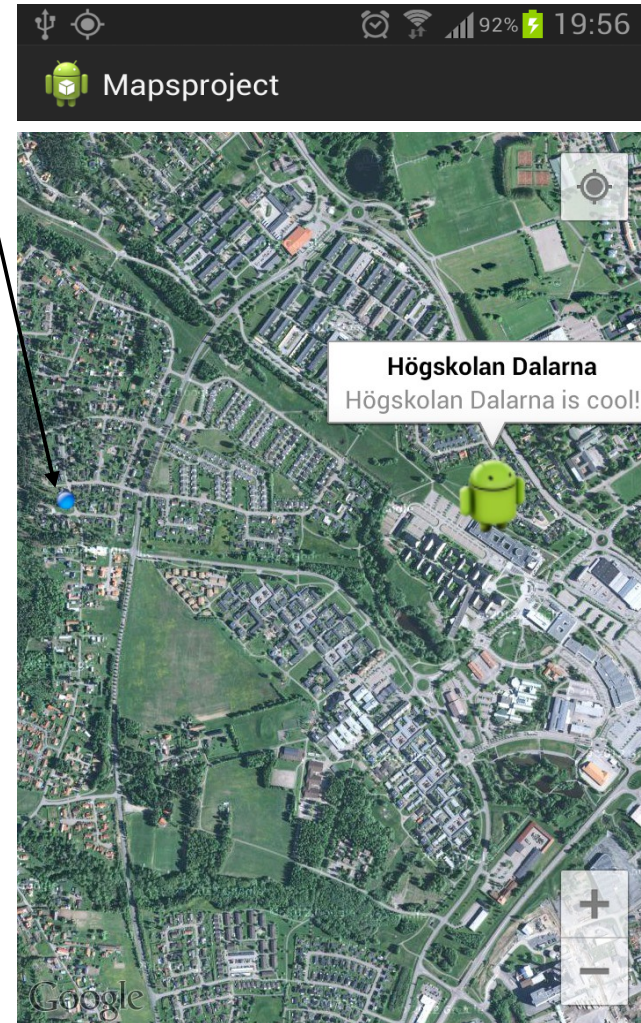 92% 19:56
Mapsproject
Högskolan Dalarna
Högskolan Dalarna is cool!
+
−
Google